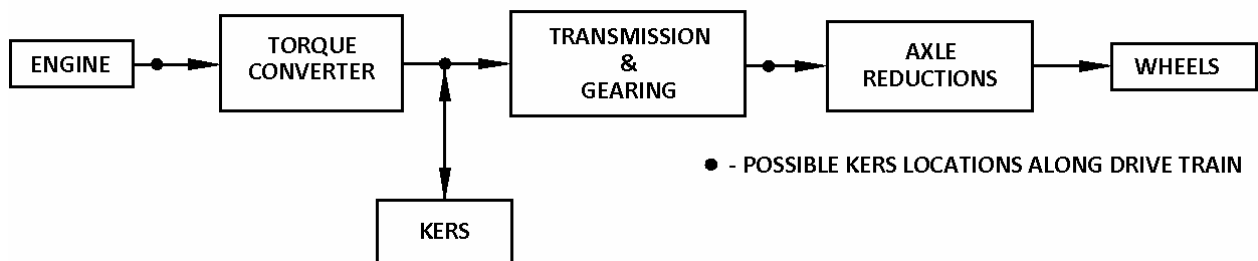 ENGINE
TORQUE
CONVERTER
TRANSMISSION
&
GEARING
AXLE
REDUCTIONS
WHEELS
● - POSSIBLE KERS LOCATIONS ALONG DRIVE TRAIN
KERS